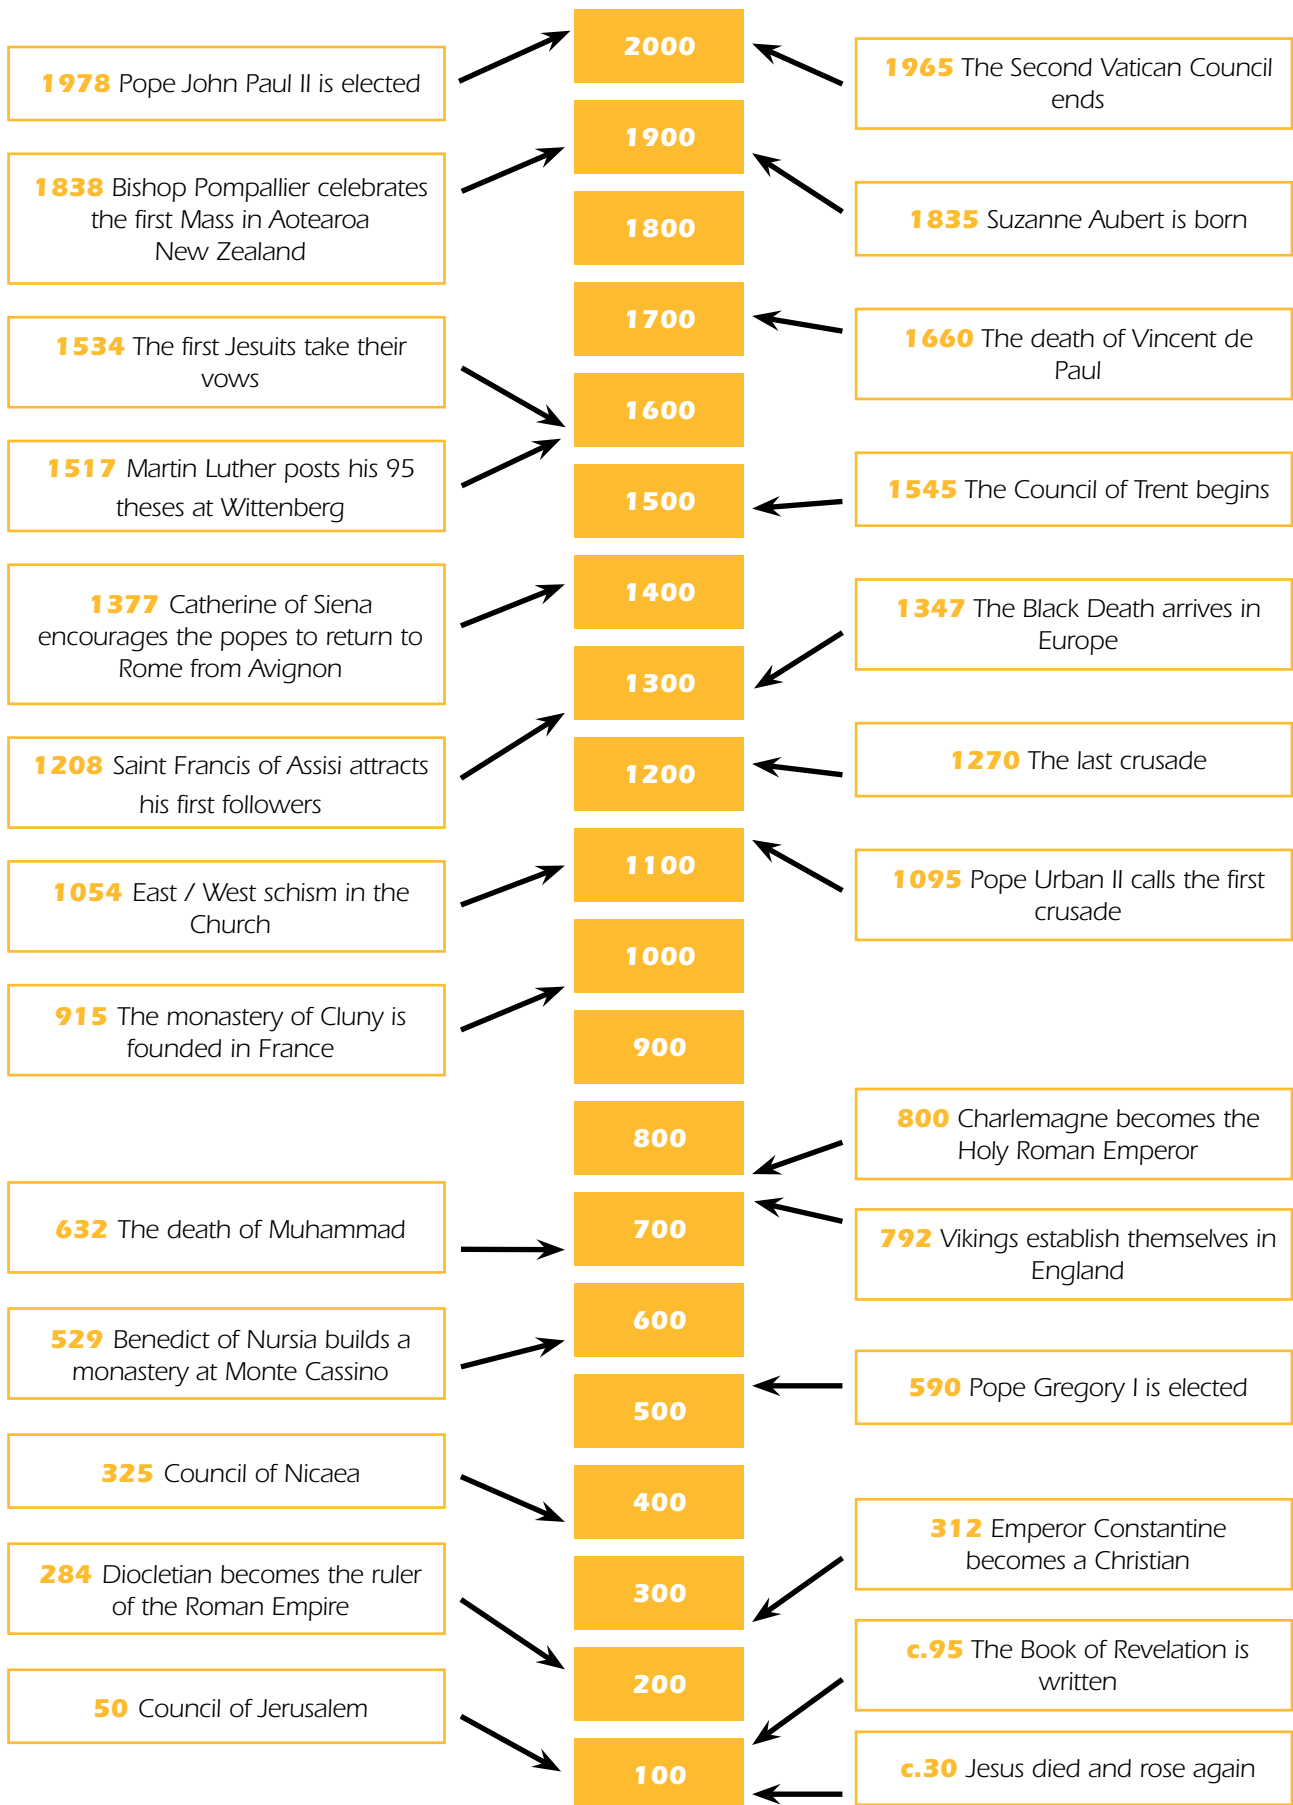 2000
1978 Pope John Paul II is elected
1965 The Second Vatican Council
ends
1900
1838 Bishop Pompallier celebrates
the first Mass in Aotearoa
New Zealand
1835 Suzanne Aubert is born
1800
1700
1534 The first Jesuits take their
vows
1660 The death of Vincent de
Paul
1600
1517 Martin Luther posts his 95
theses at Wittenberg
1500
1545 The Council of Trent begins
1400
1377 Catherine of Siena
encourages the popes to return to
Rome from Avignon
1347 The Black Death arrives in
Europe
1300
1208 Saint Francis of Assisi attracts
his first followers
1270 The last crusade
1200
1100
1054 East / West schism in the
Church
1095 Pope Urban II calls the first
crusade
1000
915 The monastery of Cluny is
founded in France
900
800
800 Charlemagne becomes the
Holy Roman Emperor
632 The death of Muhammad
700
792 Vikings establish themselves in
England
600
529 Benedict of Nursia builds a
monastery at Monte Cassino
590 Pope Gregory I is elected
500
325 Council of Nicaea
400
312 Emperor Constantine
becomes a Christian
284 Diocletian becomes the ruler
of the Roman Empire
300
c.95 The Book of Revelation is
written
200
50 Council of Jerusalem
100
c.30 Jesus died and rose again